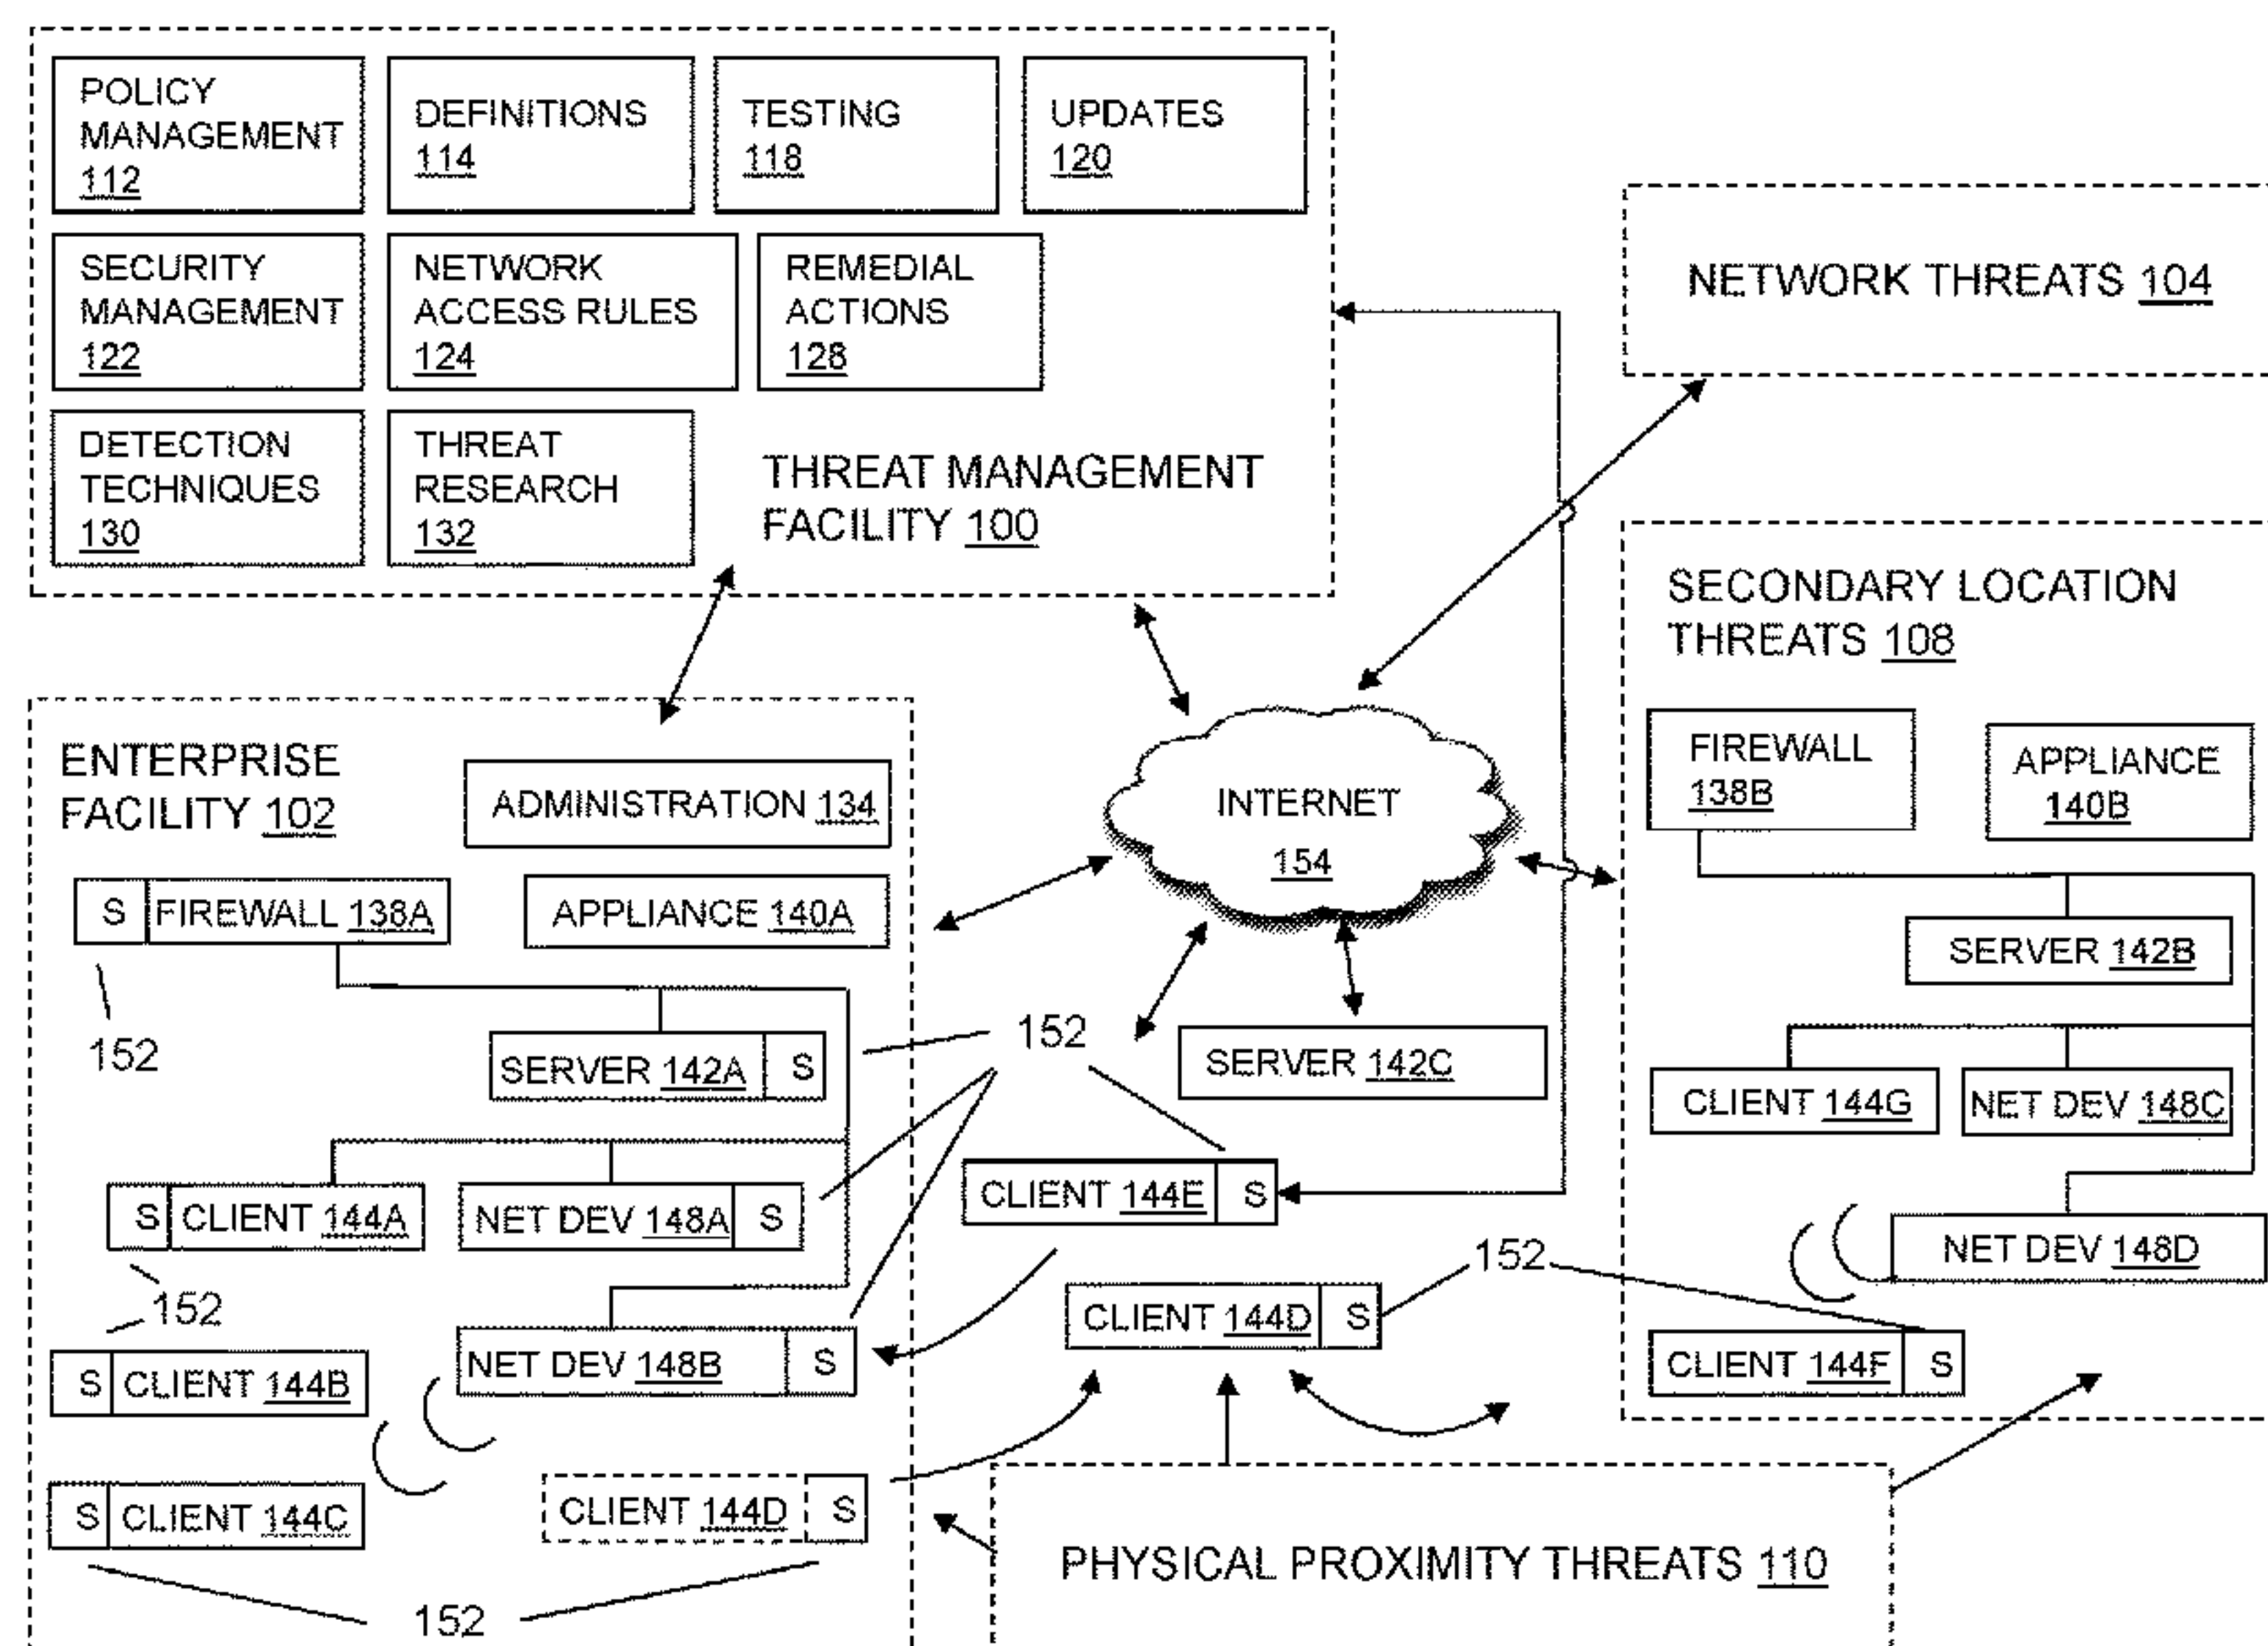 POLICY
MANAGEMENT
112
DEFINITIONS
114
TESTING
118
UPDATES
120
SECURITY
MANAGEMENT
122
NETWORK
ACCESS RULES
124
REMEDIAL
ACTIONS
128
DETECTION
TECHNIQUES
130
THREAT
RESEARCH
132
THREAT MANAGEMENT
FACILITY 100
NETWORK THREATS 104
SECONDARY LOCATION
THREATS 108
FIREWALL
138B
APPLIANCE
140B
SERVER 142B
CLIENT 144G
NET DEV 148C
NET DEV 148D
CLIENT 144F S
ENTERPRISE
FACILITY 102
ADMINISTRATION 134
S FIREWALL 138A
APPLIANCE 140A
152
SERVER 142A S
152
S CLIENT 144A
NET DEV 148A S
152
S CLIENT 144B
NET DEV 148B S
S CLIENT 144C
CLIENT 144D S
152
INTERNET
154
SERVER 142C
CLIENT 144E S
CLIENT 144D S
152
PHYSICAL PROXIMITY THREATS 110